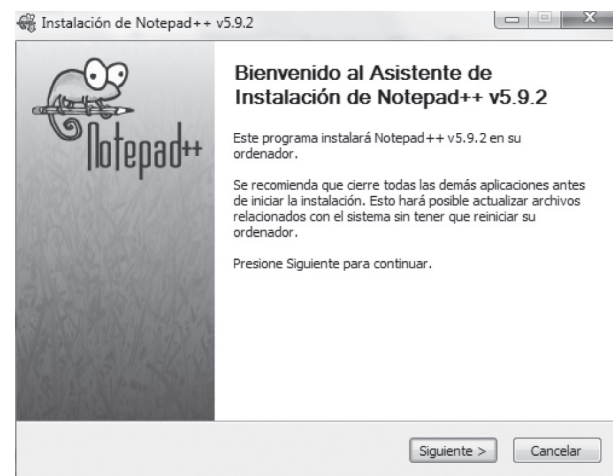 Instalación de Notepad++ v5.9.2
Notepad++
Bienvenido al Asistente de
Instalación de Notepad++ v5.9.2
Este programa instalará Notepad++ v5.9.2 en su
ordenador.
Se recomienda que cierre todas las demás aplicaciones antes
de iniciar la instalación. Esto hará posible actualizar archivos
relacionados con el sistema sin tener que reiniciar su
ordenador.
Presione Siguiente para continuar.
Siguiente >
Cancelar